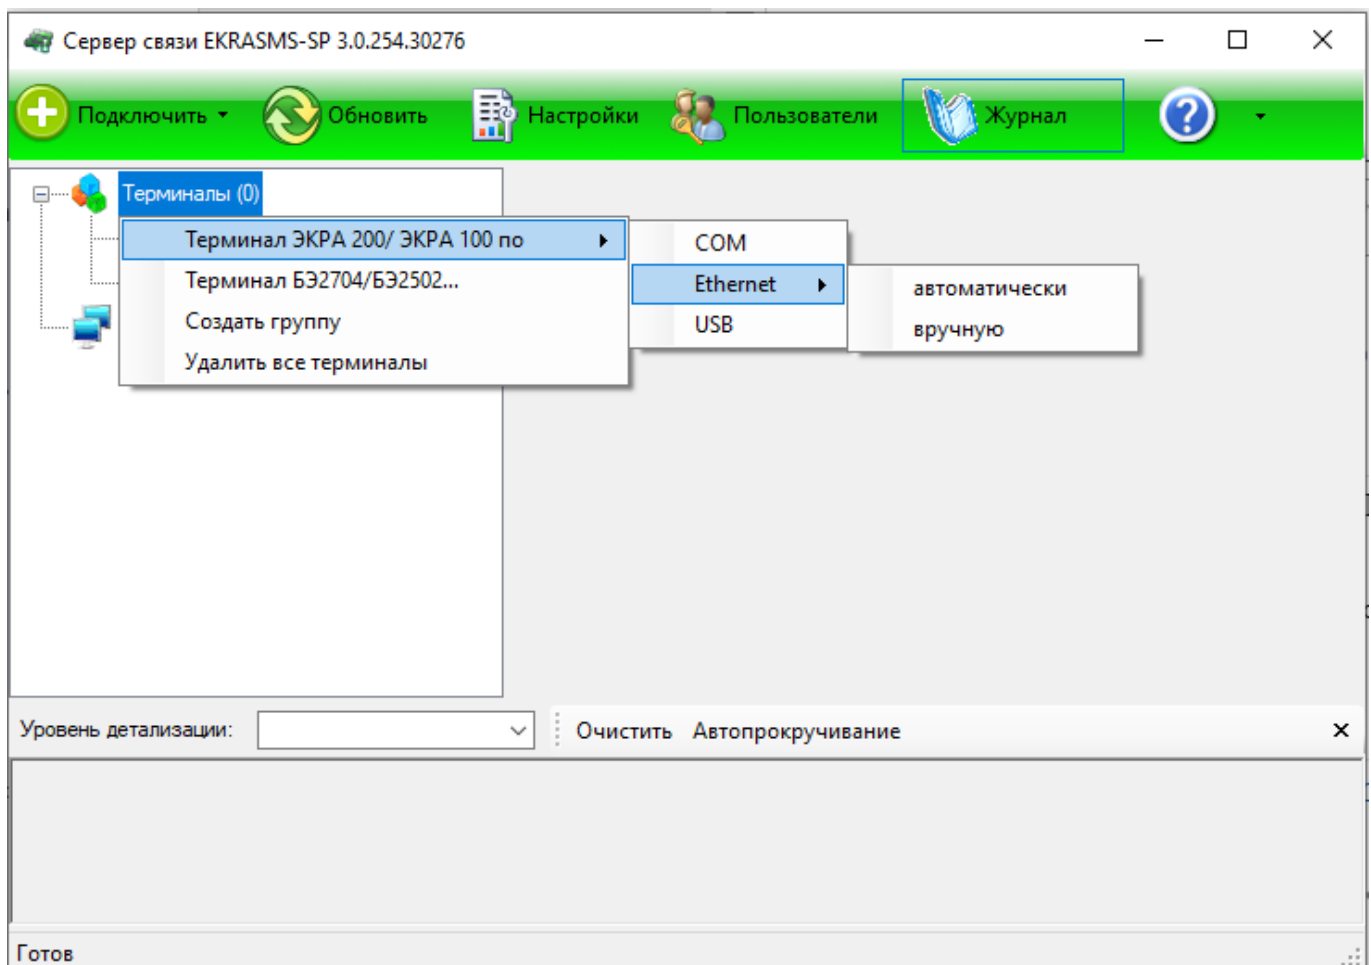 Сервер связи EKRASMS-SP 3.0.254.30276
Подключить Обновить Настройки Пользователи Журнал
Терминалы (0)
Терминал ЭКРА 200/ ЭКРА 100 по
COM
Терминал БЭ2704/БЭ2502...
Ethernet
автоматически
Создать группу
USB
вручную
Удалить все терминалы
Уровень детализации: Очистить Автопрокручивание
Готов